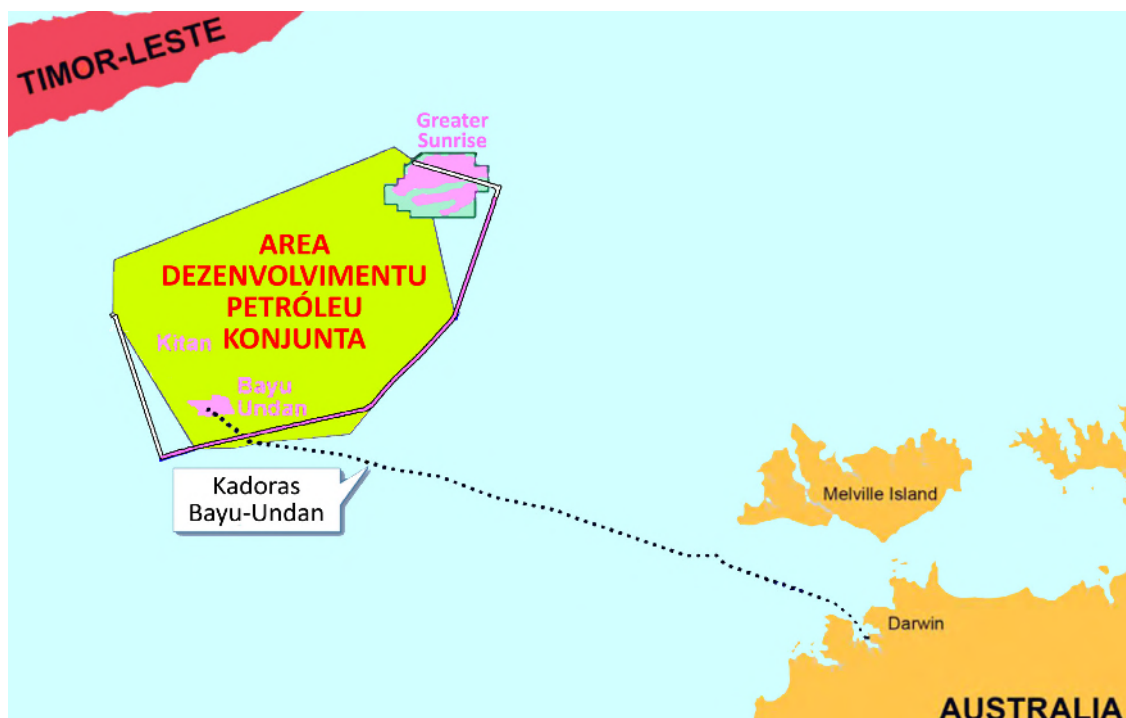 TIMOR-LESTE
Greater
Sunrise
AREA
DEZENVOLVIMENTU
PETRÓLEU
KONJUNTA
Kitan
Bayu
Undan
Kadoras
Bayu-Undan
Melville Island
Darwin
AUSTRALIA